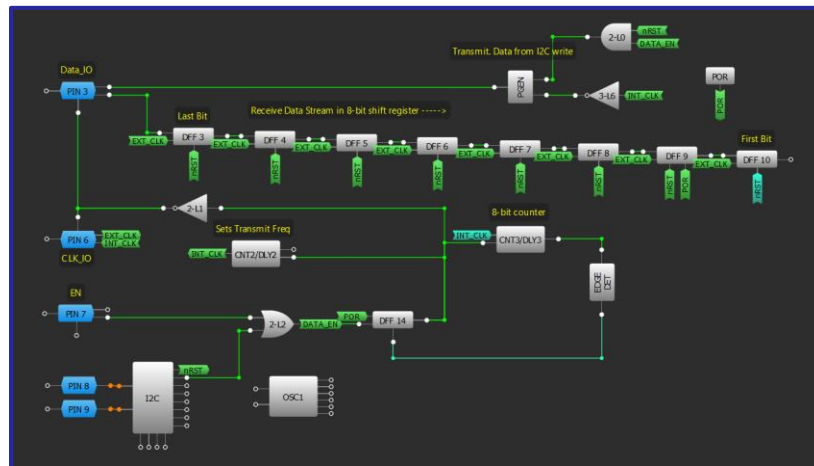 2-L0
nRST
DATA_EN
Transmit. Data from I2C write
PGEN
3-L6
INT_CLK
POR
POR
Data_IO
PIN 3
Last Bit
Receive Data Stream in 8-bit shift register ----->
First Bit
EXT_CLK
DFF 3
EXT_CLK
DFF 4
EXT_CLK
DFF 5
EXT_CLK
DFF 6
EXT_CLK
DFF 7
EXT_CLK
DFF 8
EXT_CLK
DFF 9
EXT_CLK
DFF 10
nRST
nRST
nRST
nRST
nRST
nRST
nRST
POR
nRST
2-L1
8-bit counter
Sets Transmit Freq
PIN 6
EXT_CLK
INT_CLK
CLK_IO
INT_CLK
CNT2/DLY2
INT_CLK
CNT3/DLY3
EDGE DET
EN
PIN 7
2-L2
DATA_EN
POR
DFF 14
nRST
PIN 8
PIN 9
I2C
OSC1